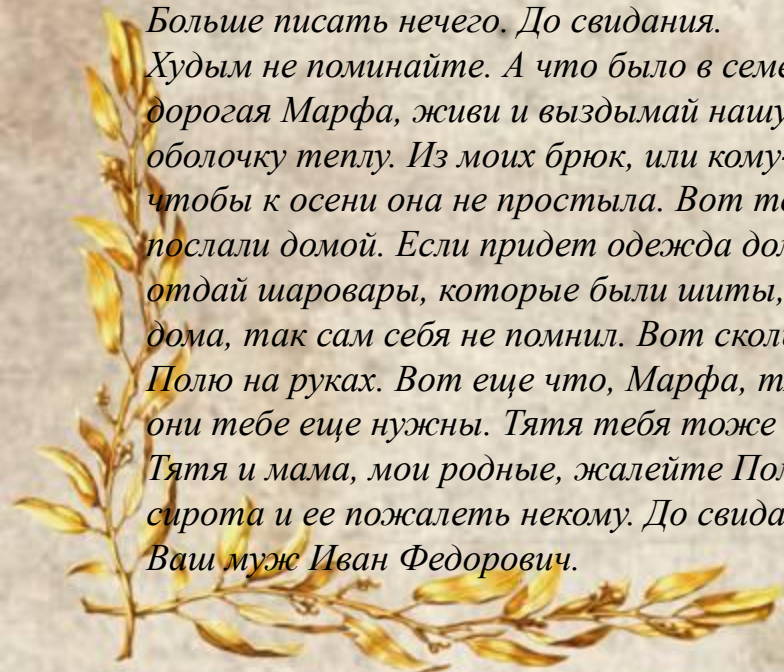 Больше писать нечего. До свидания.
Худым не поминайте. А что было в семе
дорогая Марфа, живи и выздымай нашу
оболочку теплу. Из моих брюк, или кому-
чтобы к осени она не простыла. Вот те
послали домой. Если придет одежда до
отдай шаровары, которые были шиты,
дома, так сам себя не помнил. Вот скол
Полю на руках. Вот еще что, Марфа, т
они тебе еще нужны. Тятя тебя тоже
Тятя и мама, мои родные, жалейте Пол
сирота и ее пожалеть некому. До свида
Ваш муж Иван Федорович.